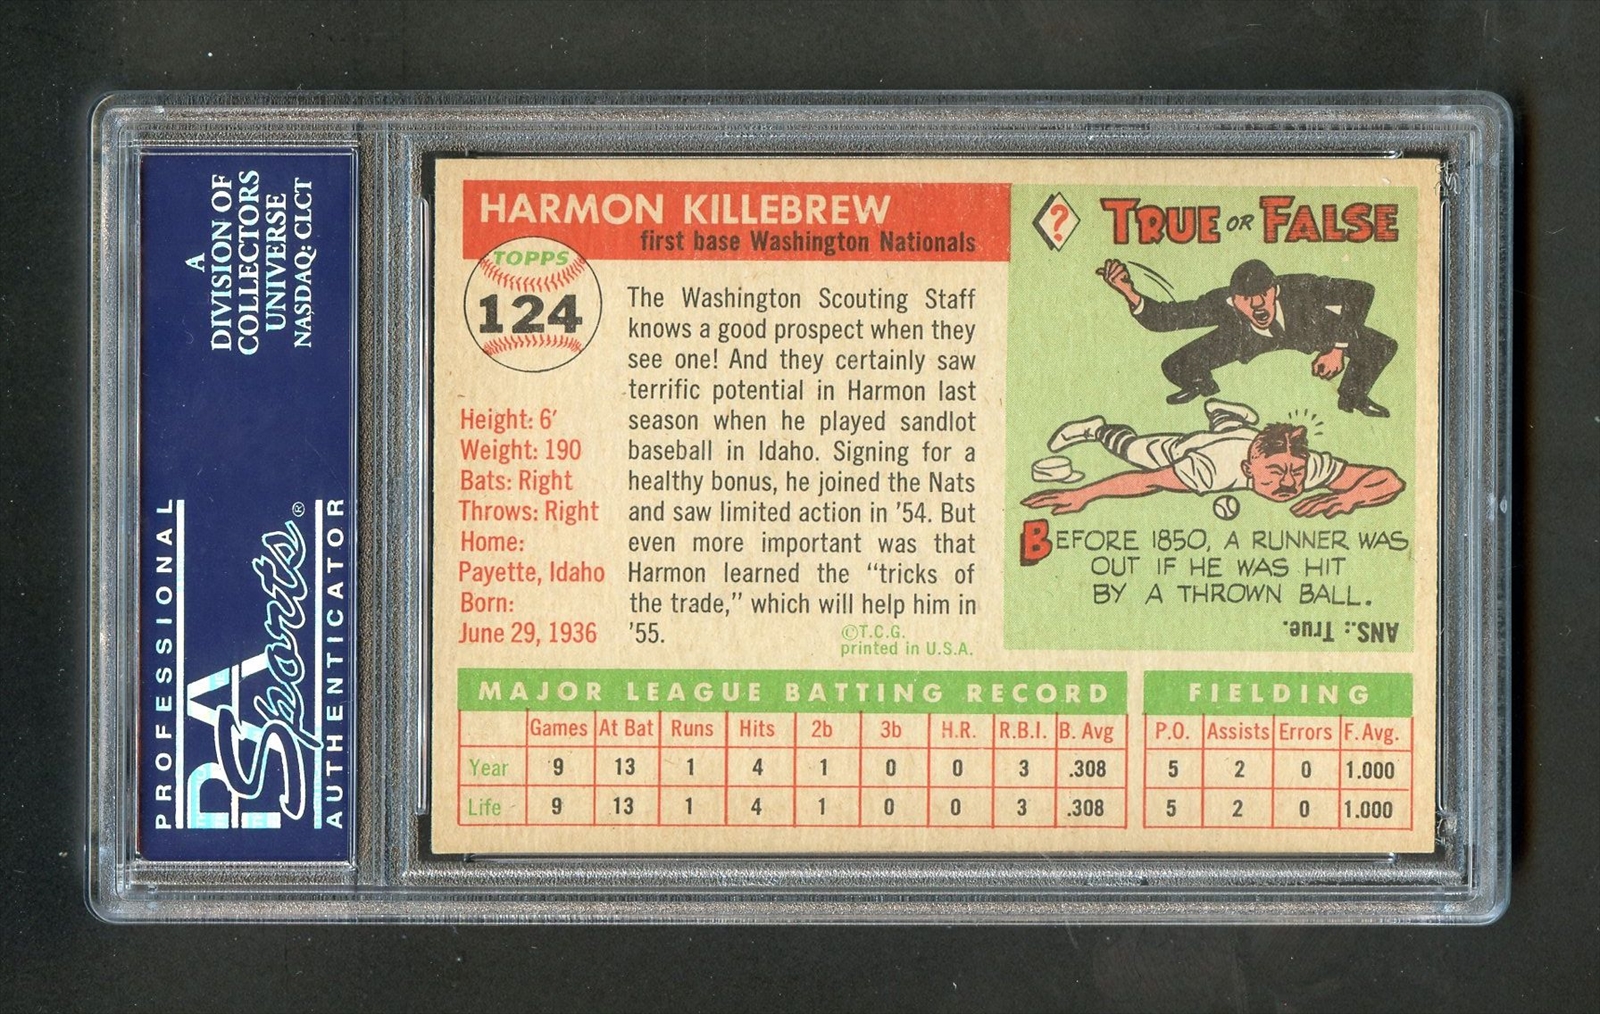 A
DIVISION OF
COLLECTORS
UNIVERSE
NASDAQ: CLCT
PROFESSIONAL
PSA
Sports®
AUTHENTICATOR
HARMON KILLEBREW
first base Washington Nationals
TOPPS
124
Height: 6'
Weight: 190
Bats: Right
Throws: Right
Home:
Payette, Idaho
Born:
June 29, 1936
The Washington Scouting Staff
knows a good prospect when they
see one! And they certainly saw
terrific potential in Harmon last
season when he played sandlot
baseball in Idaho. Signing for a
healthy bonus, he joined the Nats
and saw limited action in '54. But
even more important was that
Harmon learned the "tricks of
the trade," which will help him in
'55.
©T.C.G.
printed in U.S.A.
?
TRUE OR FALSE
BEFORE 1850, A RUNNER WAS
OUT IF HE WAS HIT
BY A THROWN BALL.
ANS.: True.
MAJOR LEAGUE BATTING RECORD
Games At Bat Runs Hits 2b 3b H.R. R.B.I. B. Avg
Year 9 13 1 4 1 0 0 3 .308
Life 9 13 1 4 1 0 0 3 .308
FIELDING
P.O. Assists Errors F.Avg.
5 2 0 1.000
5 2 0 1.000